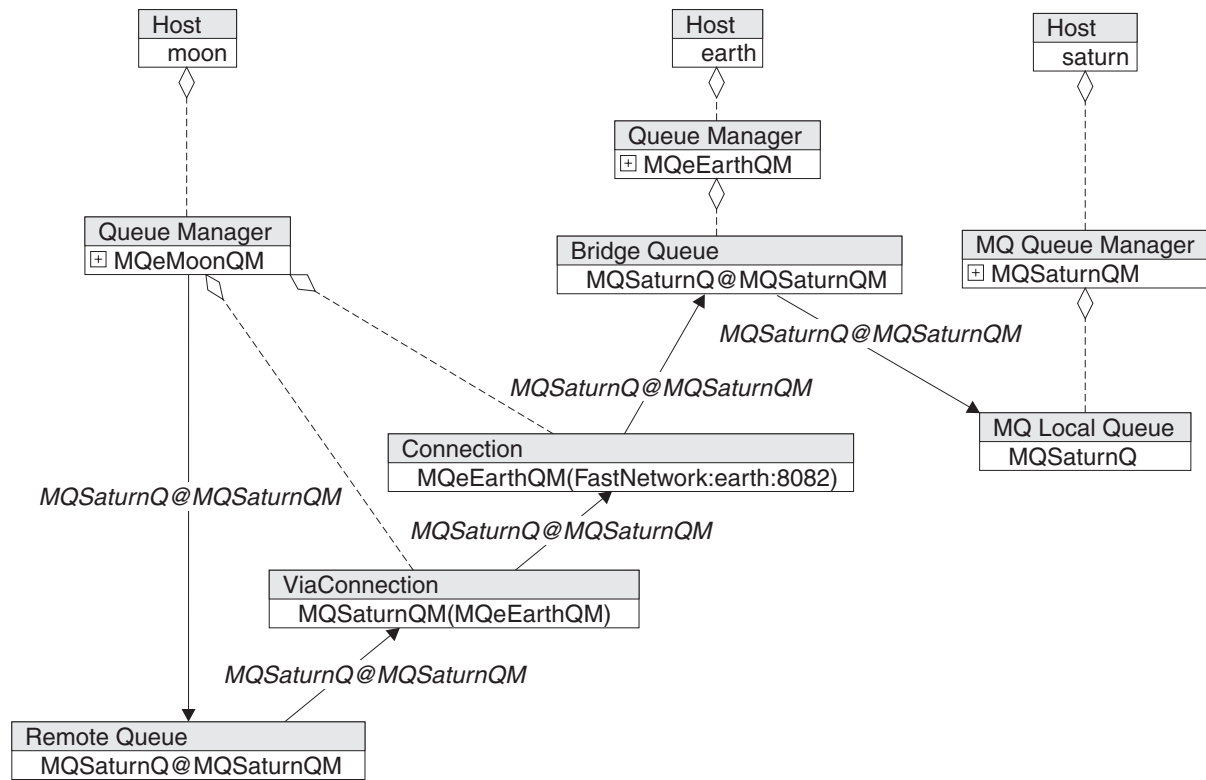 Host
moon
Host
earth
Host
saturn
Queue Manager
+ MQeEarthQM
Queue Manager
+ MQeMoonQM
Bridge Queue
MQSaturnQ@MQSaturnQM
MQ Queue Manager
+ MQSaturnQM
MQSaturnQ@MQSaturnQM
MQSaturnQ@MQSaturnQM
MQ Local Queue
MQSaturnQ
Connection
MQeEarthQM(FastNetwork:earth:8082)
MQSaturnQ@MQSaturnQM
MQSaturnQ@MQSaturnQM
ViaConnection
MQSaturnQM(MQeEarthQM)
MQSaturnQ@MQSaturnQM
Remote Queue
MQSaturnQ@MQSaturnQM